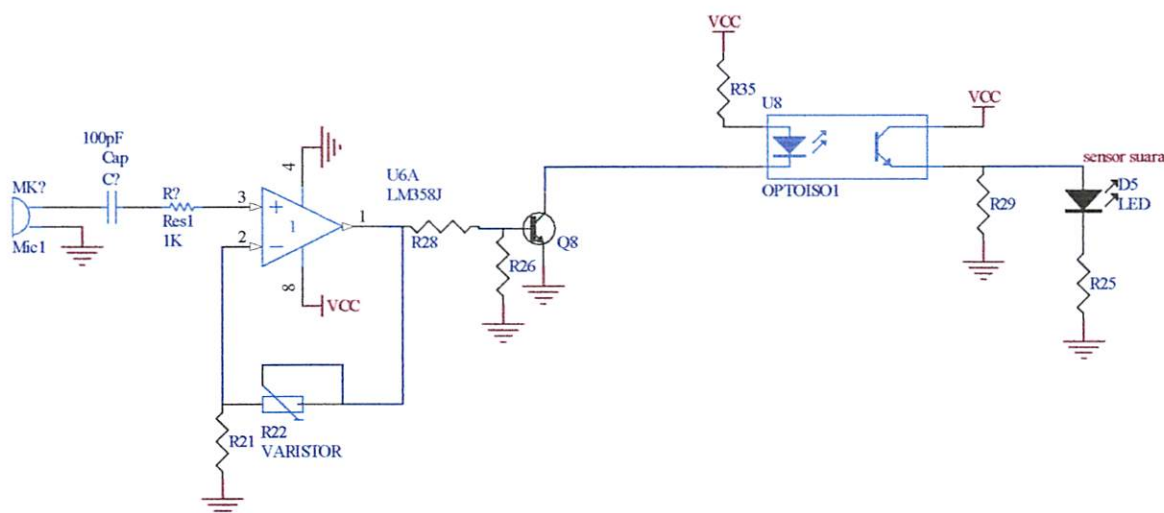 VCC
R35
U8
VCC
100pF
Cap
C?
MK?
Mic1
R?
Res1
1K
4
3
2
1
1
8
VCC
U6A
LM358J
R28
R26
Q8
OPTOISO1
sensor suara
R29
D5
LED
R25
R21
R22
VARISTOR